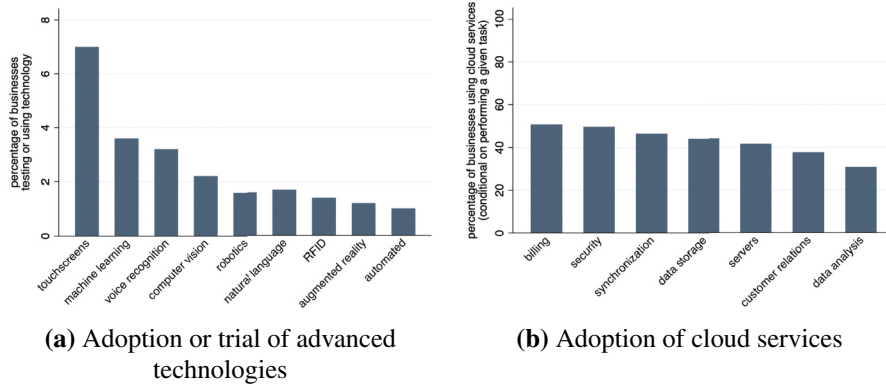 percentage of businesses
testing or using technology
8
6
4
2
0
touchscreens
machine learning
voice recognition
computer vision
robotics
natural language
RFID
augmented reality
automated
(a) Adoption or trial of advanced
technologies
percentage of businesses using cloud services
(conditional on performing a given task)
100
80
60
40
20
0
billing
security
synchronization
data storage
servers
customer relations
data analysis
(b) Adoption of cloud services